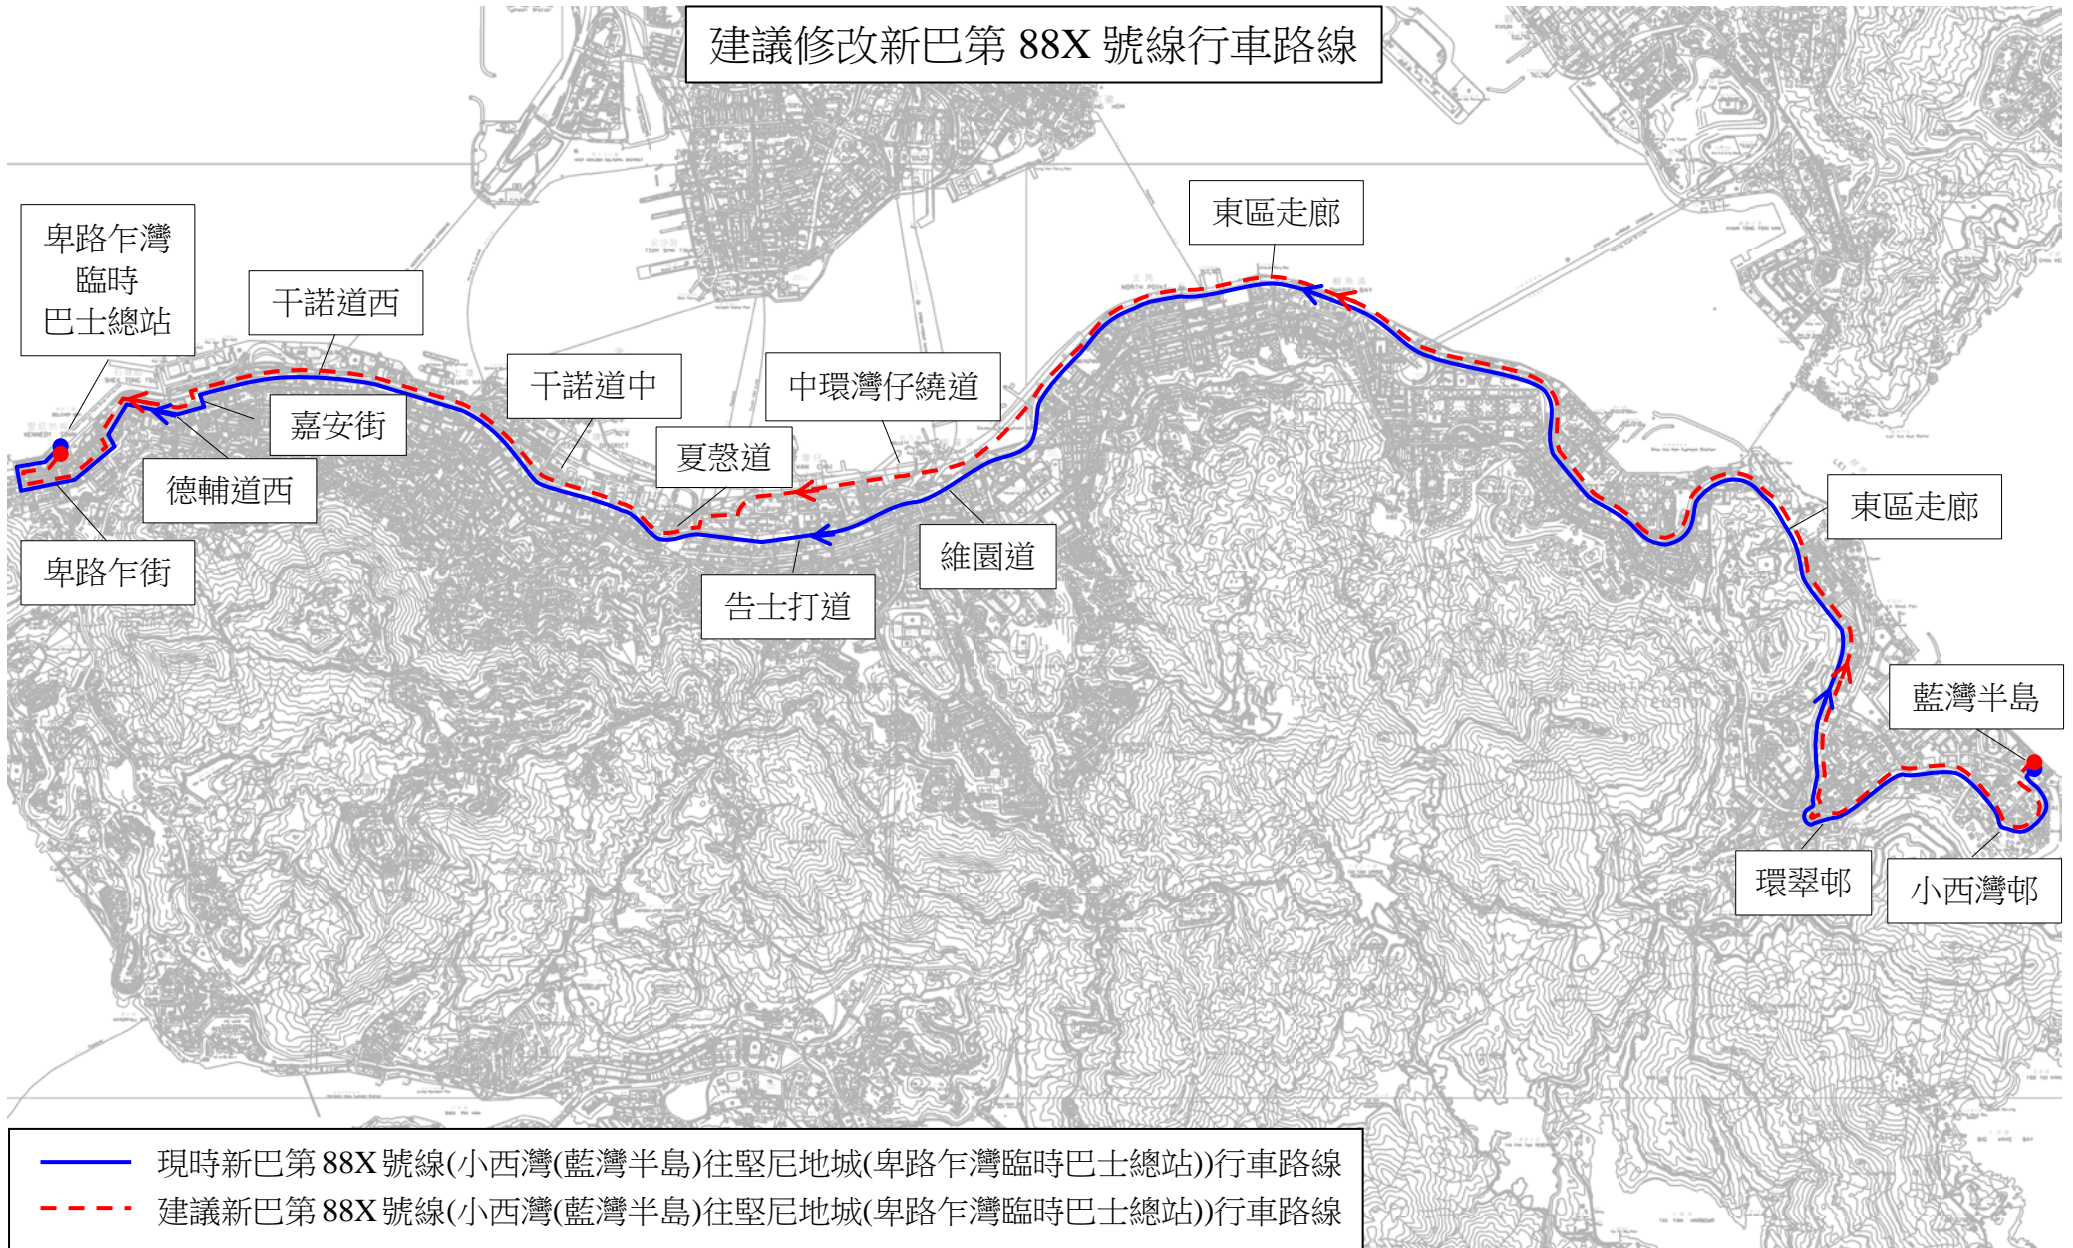 建議修改新巴第 88X 號線行車路線
東區走廊
卑路乍灣
臨時
巴士總站
干諾道西
干諾道中
中環灣仔繞道
嘉安街
夏愨道
德輔道西
東區走廊
維園道
卑路乍街
告士打道
藍灣半島
環翠邨
小西灣邨
NORTH POINT
現時新巴第 88X 號線(小西灣(藍灣半島)往堅尼地城(卑路乍灣臨時巴士總站))行車路線
建議新巴第 88X 號線(小西灣(藍灣半島)往堅尼地城(卑路乍灣臨時巴士總站))行車路線